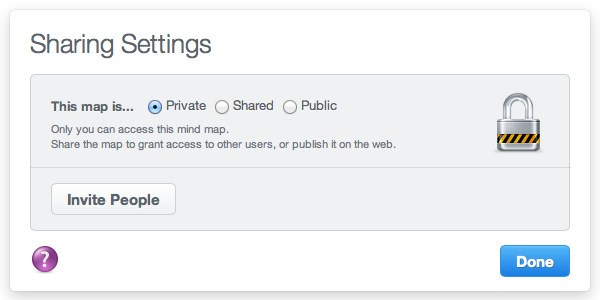 Sharing Settings
This map is... Private Shared Public
Only you can access this mind map.
Share the map to grant access to other users, or publish it on the web.
Invite People
? Done